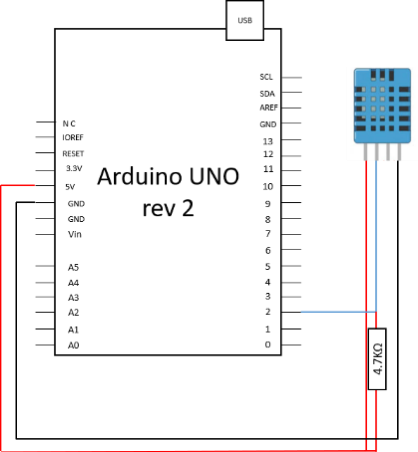 USB
SCL
SDA
AREF
GND
13
12
11
10
9
8
7
6
5
4
3
2
1
0
N C
IOREF
RESET
3.3V
5V
GND
GND
Vin
A5
A4
A3
A2
A1
A0
Arduino UNO
rev 2
4.7KΩ